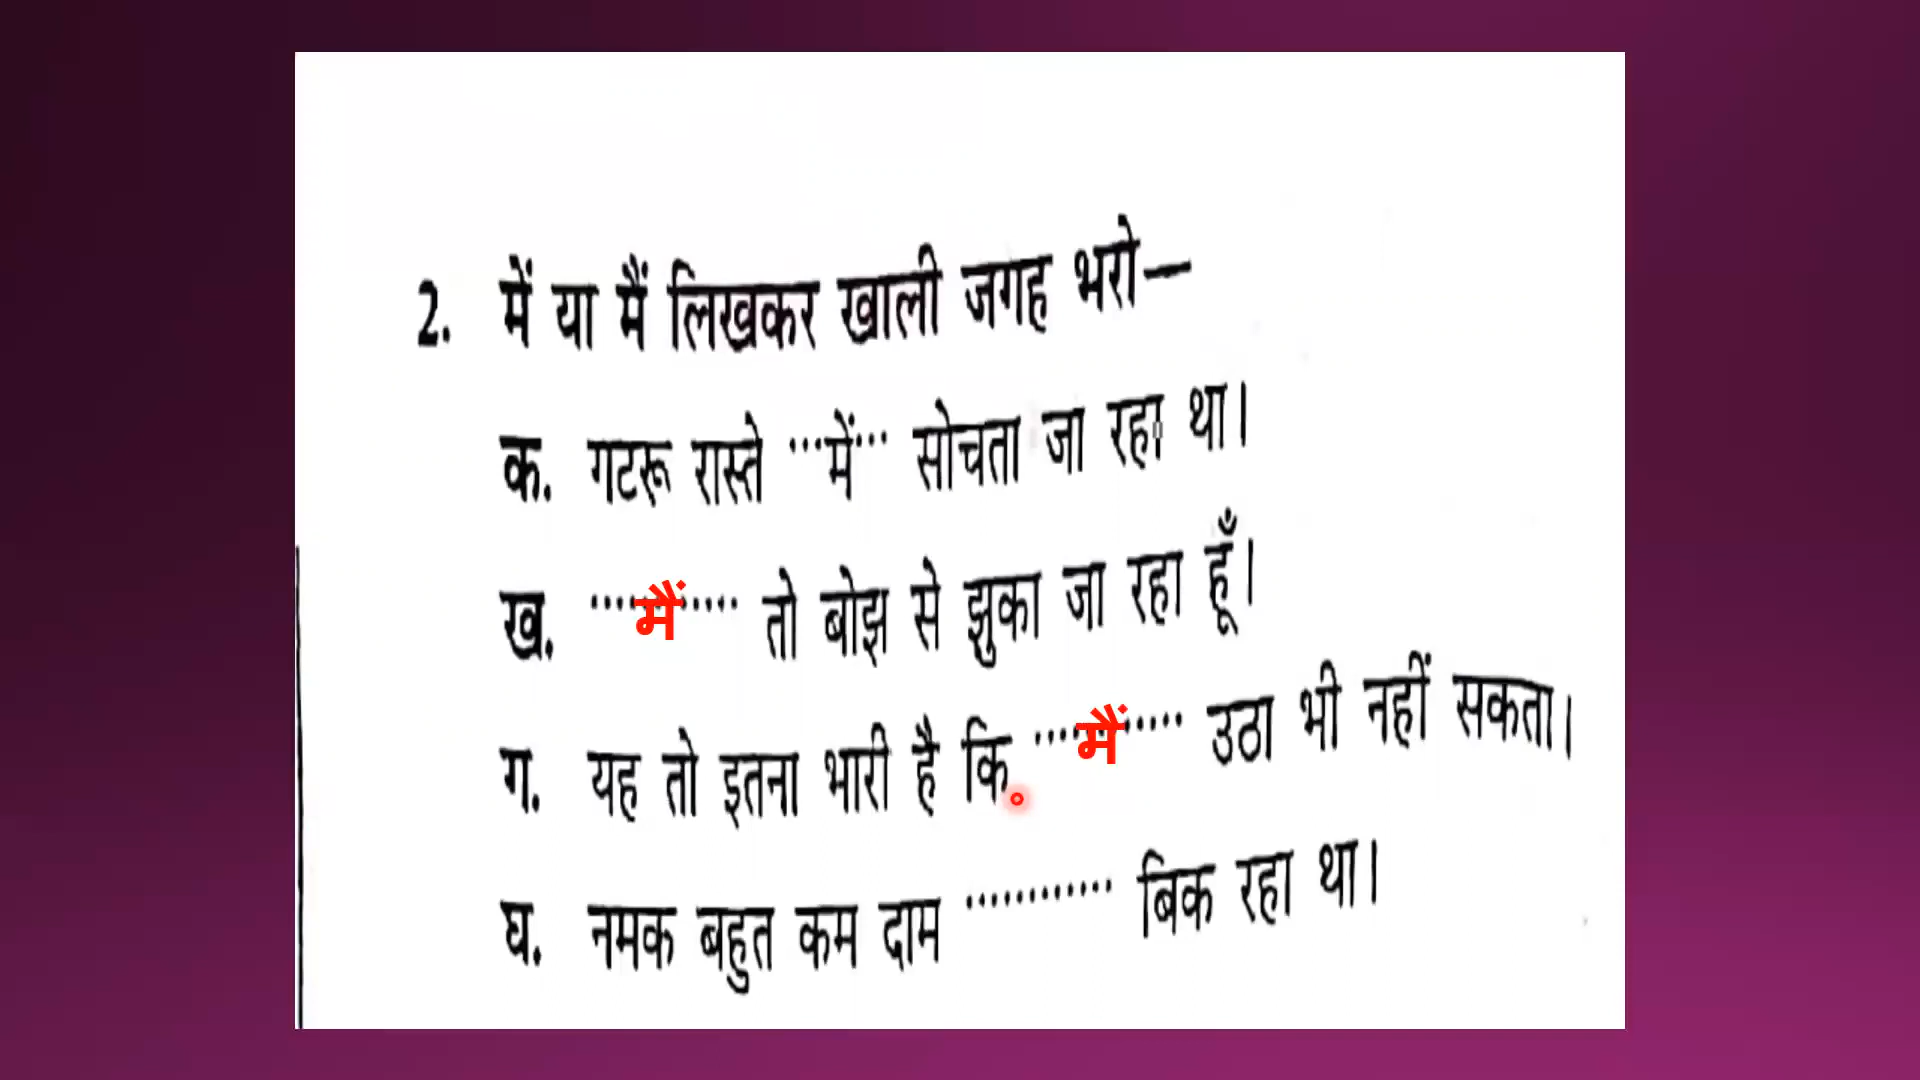 2. में या मैं लिखकर खाली जगह भरो—
क. गटरू रास्ते ...में... सोचता जा रहा था।
ख. ....मैं..... तो बोझ से झुका जा रहा हूँ।
ग. यह तो इतना भारी है कि ....मैं..... उठा भी नहीं सकता।
घ. नमक बहुत कम दाम ............ बिक रहा था।